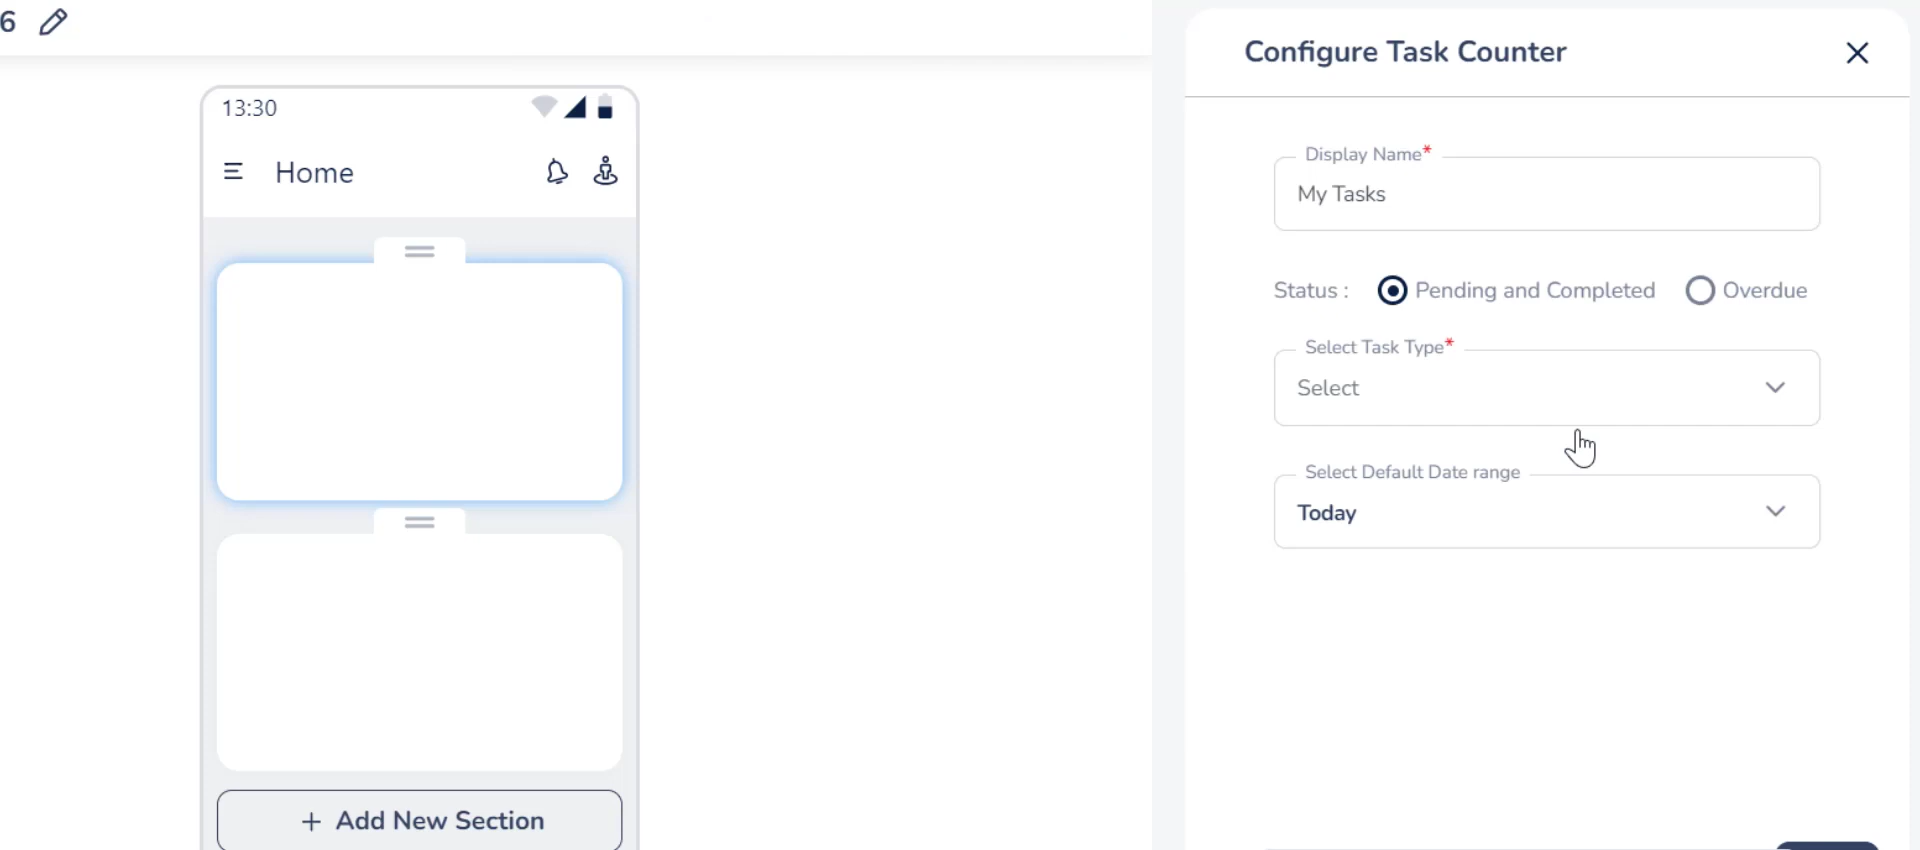 6
Configure Task Counter
13:30
Home
Display Name*
My Tasks
Status : Pending and Completed Overdue
Select Task Type*
Select
Select Default Date range
Today
+ Add New Section